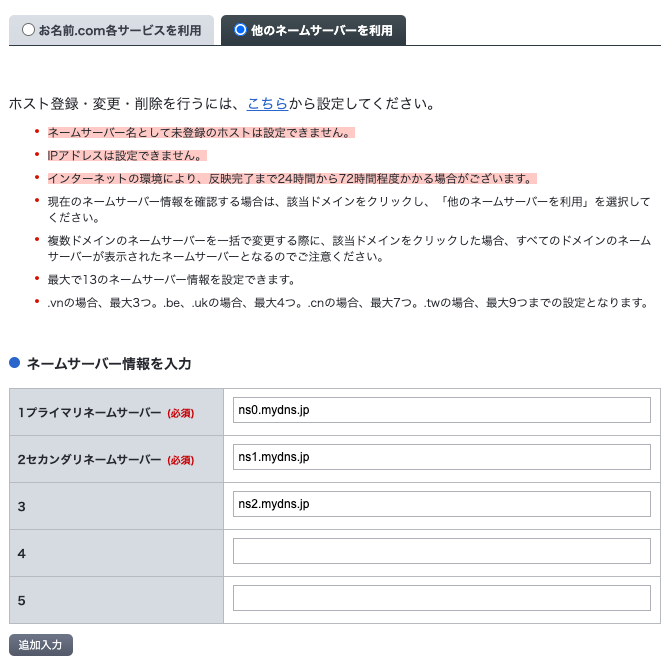 お名前.com各サービスを利用 他のネームサーバーを利用
ホスト登録・変更・削除を行うには、こちらから設定してください。
ネームサーバー名として未登録のホストは設定できません。
IPアドレスは設定できません。
インターネットの環境により、反映完了まで24時間から72時間程度かかる場合がございます。
現在のネームサーバー情報を確認する場合は、該当ドメインをクリックし、「他のネームサーバーを利用」を選択して
ください。
複数ドメインのネームサーバーを一括で変更する際に、該当ドメインをクリックした場合、すべてのドメインのネーム
サーバーが表示されたネームサーバーとなるのでご注意ください。
最大で13のネームサーバー情報を設定できます。
.vnの場合、最大3つ。.be、.ukの場合、最大4つ。.cnの場合、最大7つ。.twの場合、最大9つまでの設定となります。
ネームサーバー情報を入力
1プライマリネームサーバー (必須) ns0.mydns.jp
2セカンダリネームサーバー (必須) ns1.mydns.jp
3 ns2.mydns.jp
4
5
追加入力